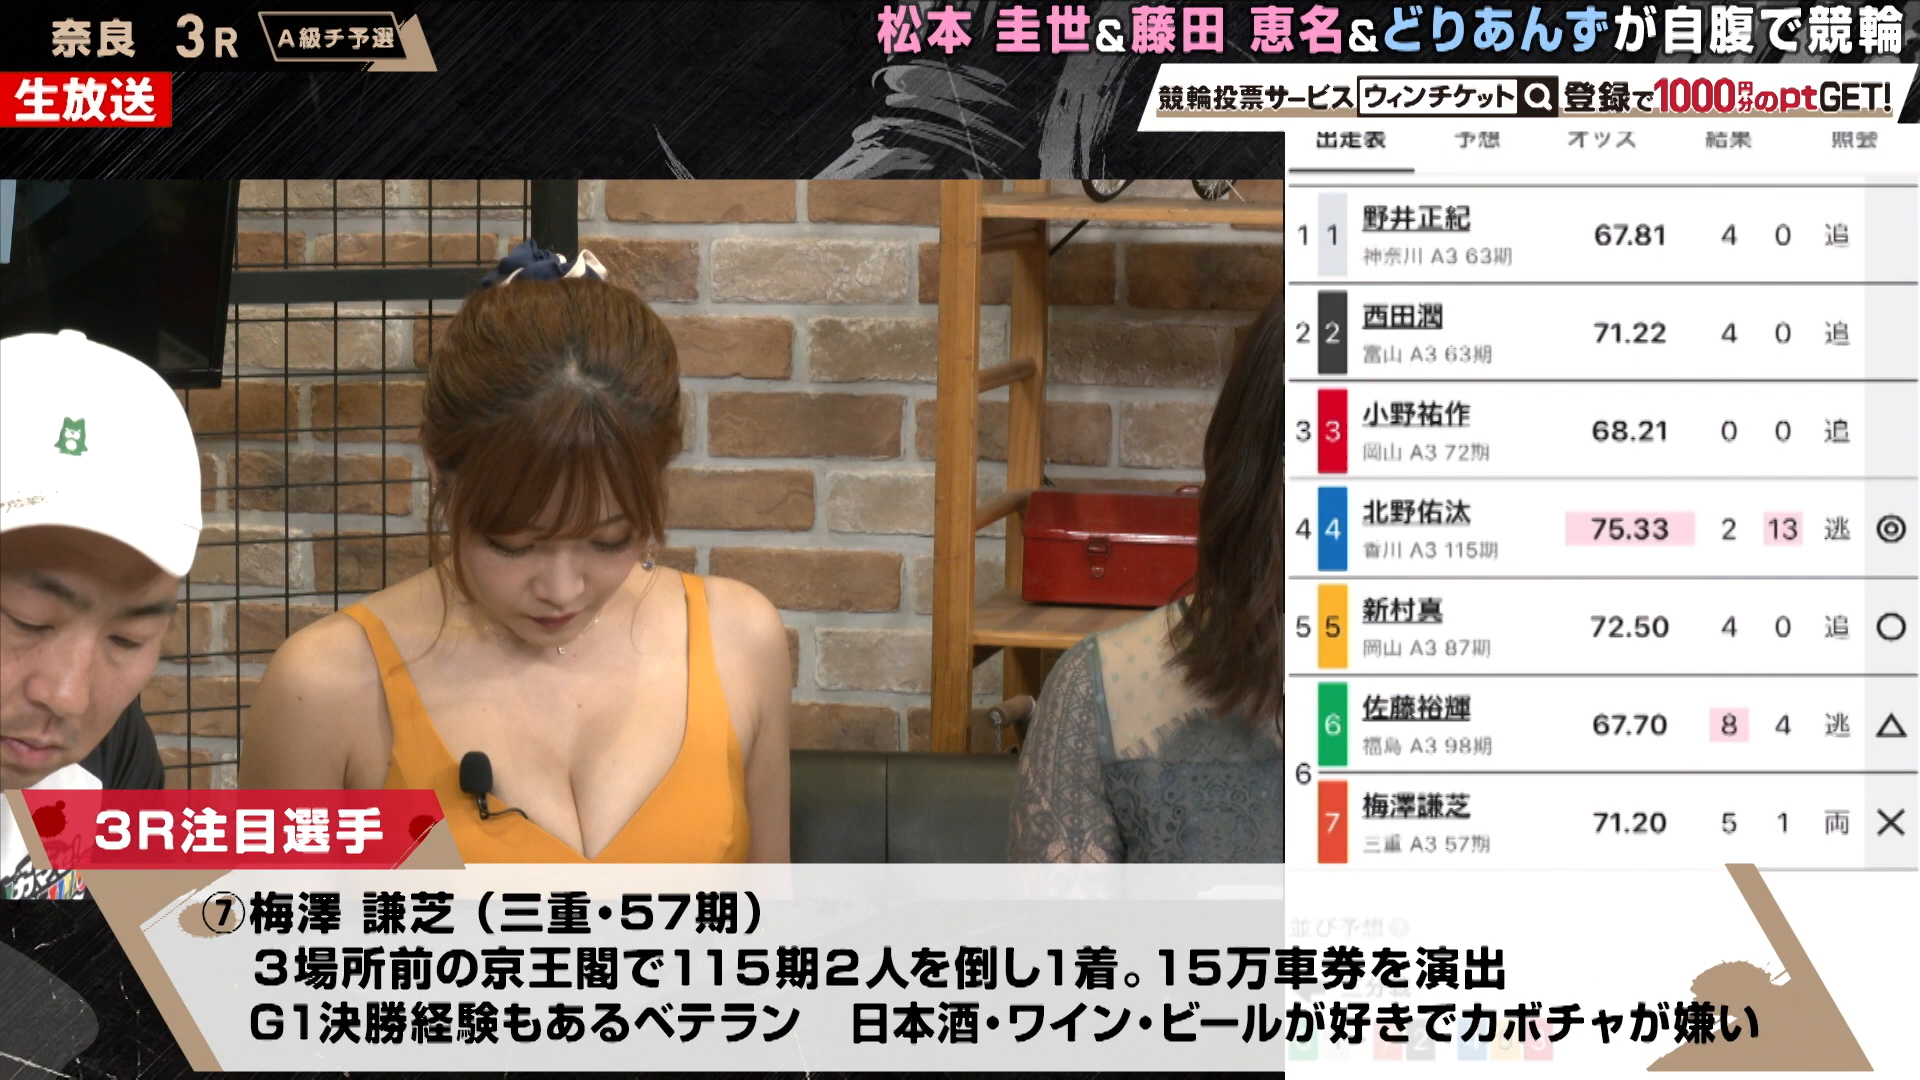 奈良 3R A級チ予選
松本 圭世&藤田 恵名&どりあんずが自腹で競輪
生放送
競輪投票サービス ウィンチケット 登録で1000円分のptGET!
出走表 予想 オッズ 結果 照会
1 1 野井正紀 67.81 4 0 追
神奈川 A3 63期
2 2 西田潤 71.22 4 0 追
富山 A3 63期
3 3 小野祐作 68.21 0 0 追
岡山 A3 72期
4 4 北野佑汰 75.33 2 13 逃 ◎
香川 A3 115期
5 5 新村真 72.50 4 0 追 ○
岡山 A3 87期
6 6 佐藤裕輝 67.70 8 4 逃 △
福島 A3 98期
7 梅澤謙芝 71.20 5 1 両 ×
三重 A3 57期
並び予想
3R注目選手
⑦梅澤 謙芝(三重・57期)
3場所前の京王閣で115期2人を倒し1着。15万車券を演出
G1決勝経験もあるベテラン 日本酒・ワイン・ビールが好きでカボチャが嫌い